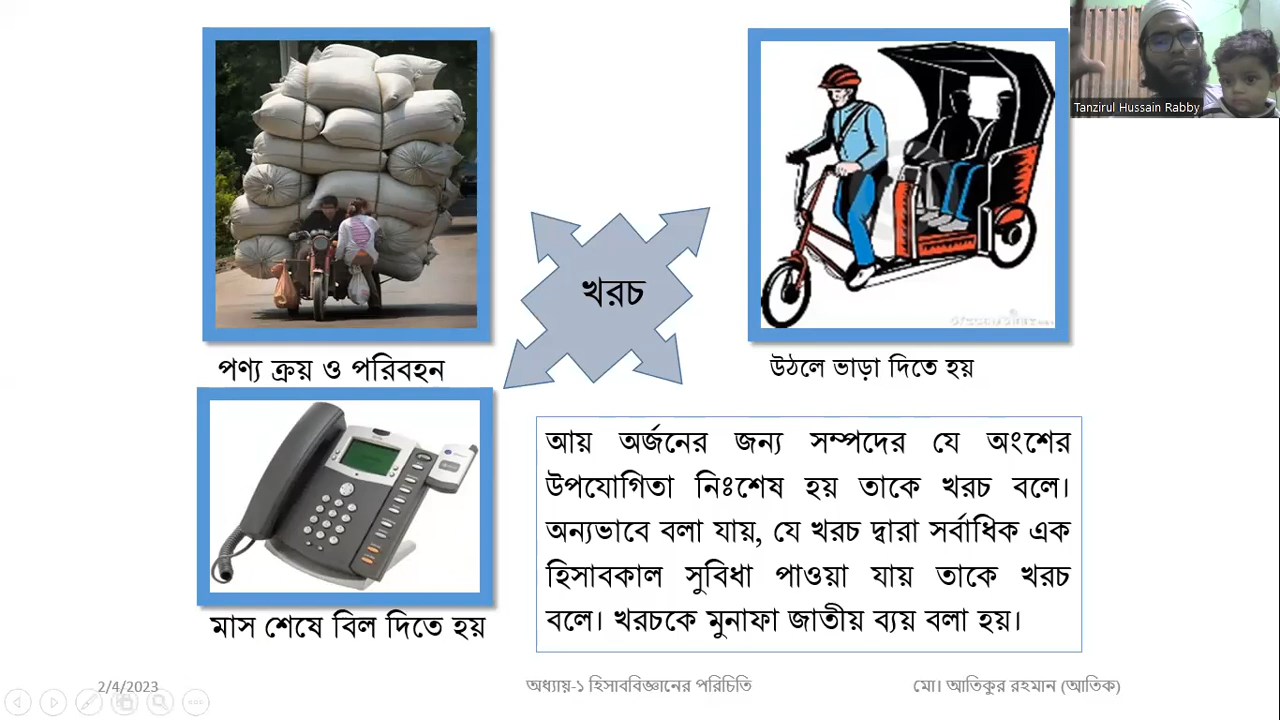 Tanzirul Hussain Rabby
খরচ
পণ্য ক্রয় ও পরিবহন
উঠলে ভাড়া দিতে হয়
মাস শেষে বিল দিতে হয়
আয় অর্জনের জন্য সম্পদের যে অংশের
উপযোগিতা নিঃশেষ হয় তাকে খরচ বলে।
অন্যভাবে বলা যায়, যে খরচ দ্বারা সর্বাধিক এক
হিসাবকাল সুবিধা পাওয়া যায় তাকে খরচ
বলে। খরচকে মুনাফা জাতীয় ব্যয় বলা হয়।
2/4/2023
অধ্যায়-১ হিসাববিজ্ঞানের পরিচিতি
মো। আতিকুর রহমান (আতিক)